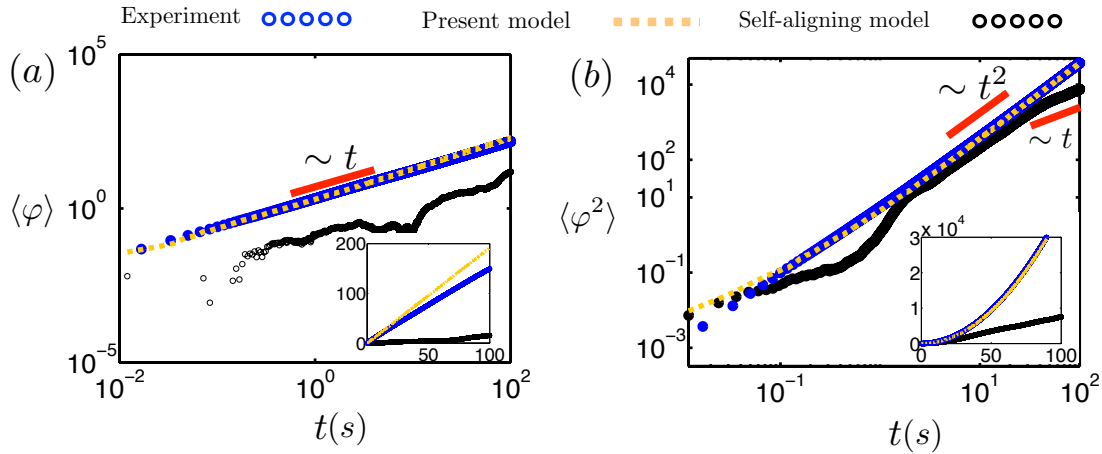 Experiment Present model Self-aligning model
(a)
10^5
10^0
10^-5
⟨φ⟩
∼ t
200
100
0
50 100
10^-2 10^0 10^2
t(s)
(b)
10^4
10^2
10^1
10^-1
10^-3
⟨φ^2⟩
∼ t^2
∼ t
3 x 10^4
2
1
0
0 50 100
10^-1 10^1 10^2
t(s)